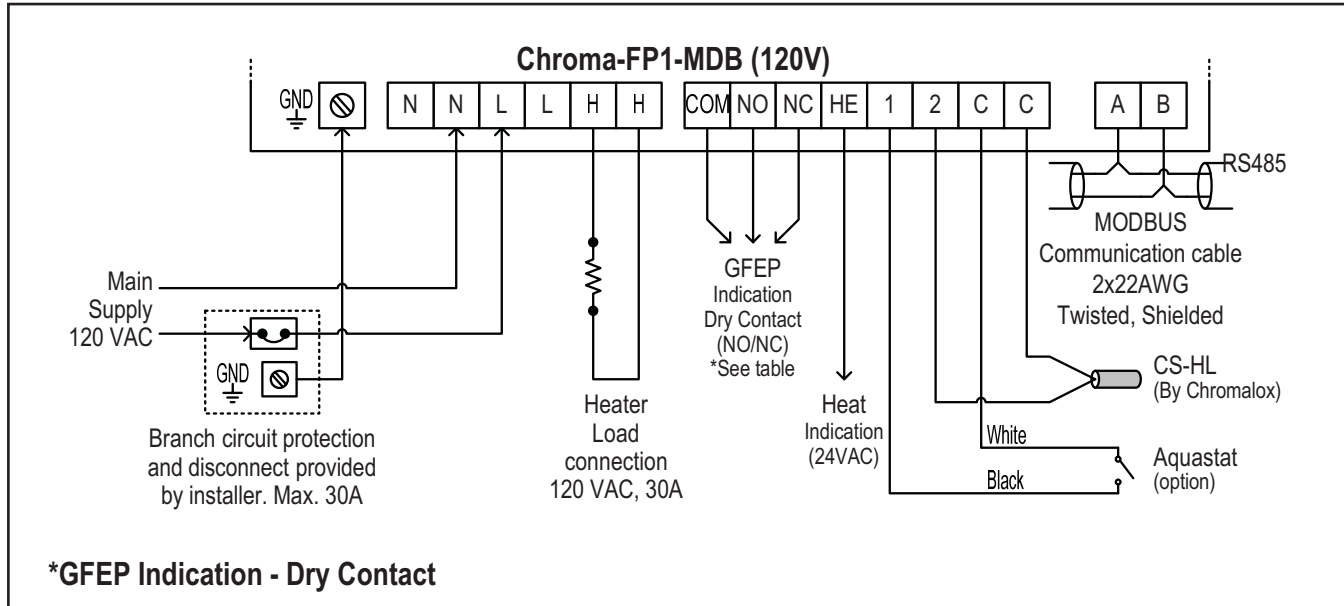 Chroma-FP1-MDB (120V)
GND
N N L L H H COM NO NC HE 1 2 C C A B
RS485
MODBUS
Communication cable
2x22AWG
Twisted, Shielded
Main
Supply
120 VAC
GND
Branch circuit protection
and disconnect provided
by installer. Max. 30A
Heater
Load
connection
120 VAC, 30A
GFEP
Indication
Dry Contact
(NO/NC)
*See table
Heat
Indication
(24VAC)
CS-HL
(By Chromalox)
White
Black
Aquastat
(option)
*GFEP Indication - Dry Contact